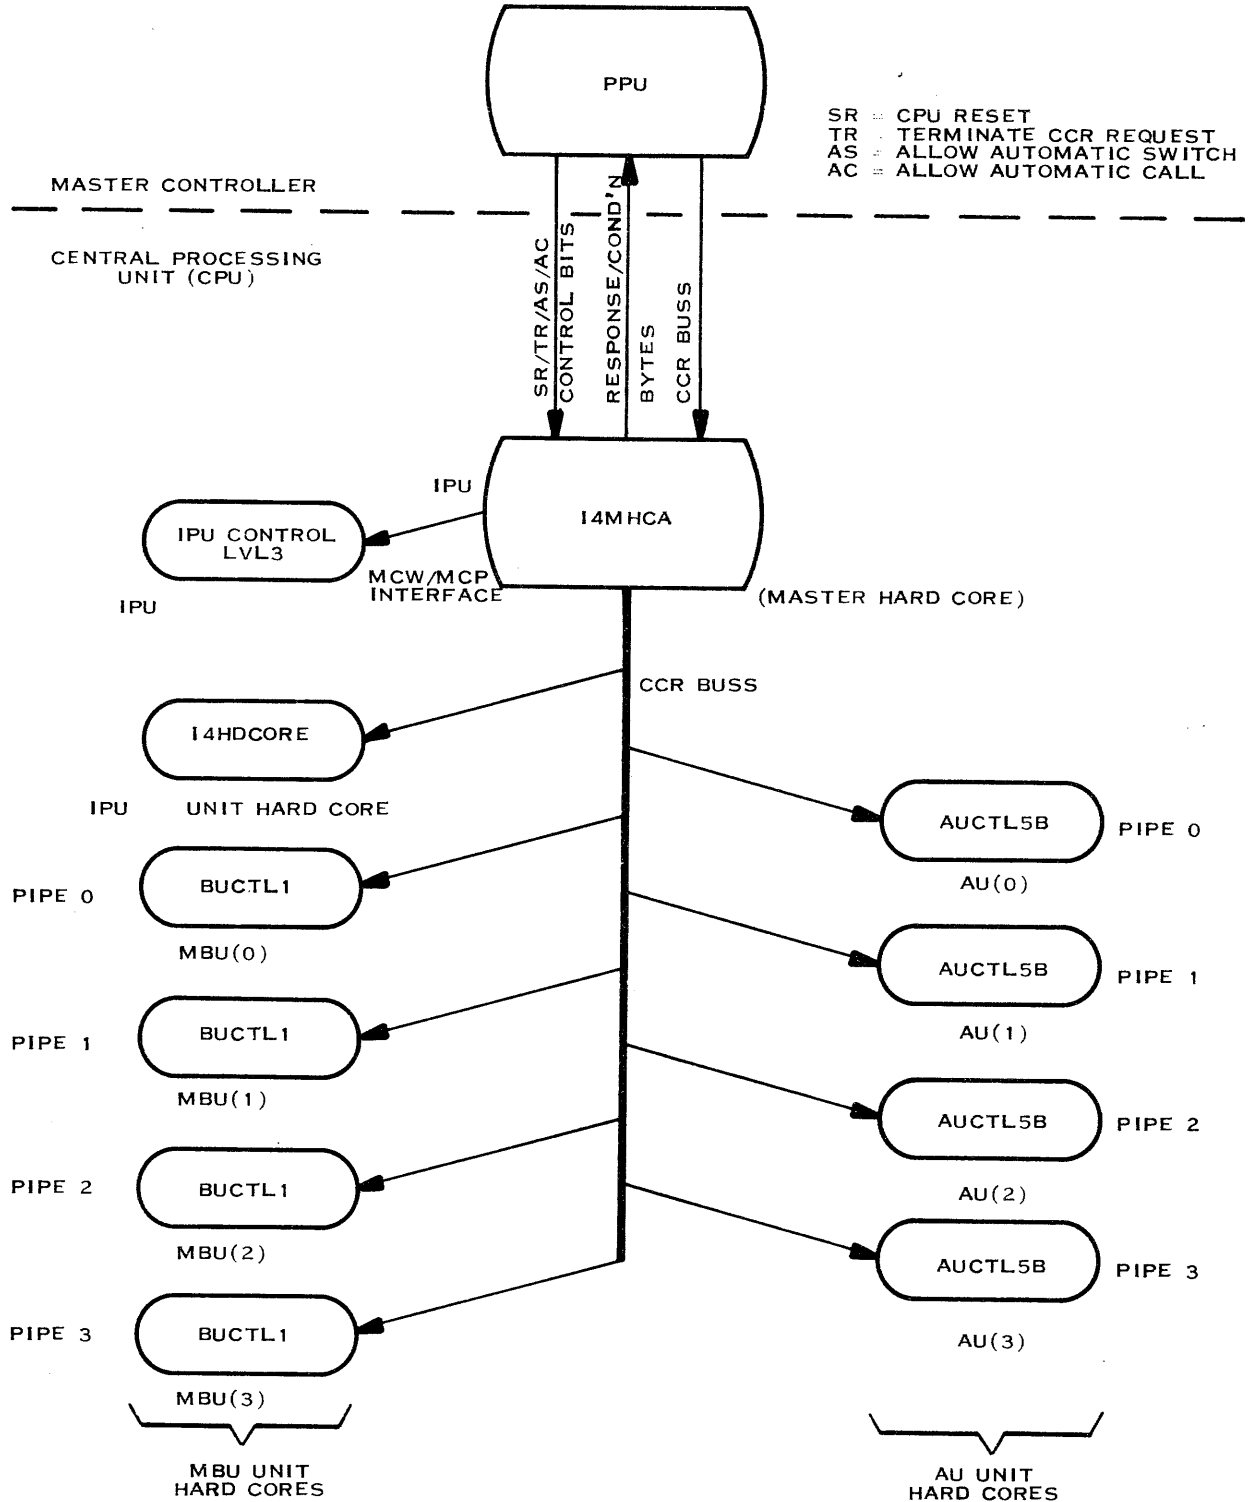 PPU
SR = CPU RESET
TR = TERMINATE CCR REQUEST
AS = ALLOW AUTOMATIC SWITCH
AC = ALLOW AUTOMATIC CALL
MASTER CONTROLLER
CENTRAL PROCESSING
UNIT (CPU)
SR/TR/AS/AC
CONTROL BITS
RESPONSE/COND'N
BYTES
CCR BUSS
IPU
I4MHCA
IPU CONTROL
LVL3
MCW/MCP
INTERFACE
(MASTER HARD CORE)
IPU
CCR BUSS
I4HDCORE
IPU UNIT HARD CORE
AUCTL5B
PIPE 0
AU(0)
BUCTL1
PIPE 0
MBU(0)
AUCTL5B
PIPE 1
AU(1)
BUCTL1
PIPE 1
MBU(1)
AUCTL5B
PIPE 2
AU(2)
BUCTL1
PIPE 2
MBU(2)
AUCTL5B
PIPE 3
AU(3)
BUCTL1
PIPE 3
MBU(3)
MBU UNIT
HARD CORES
AU UNIT
HARD CORES